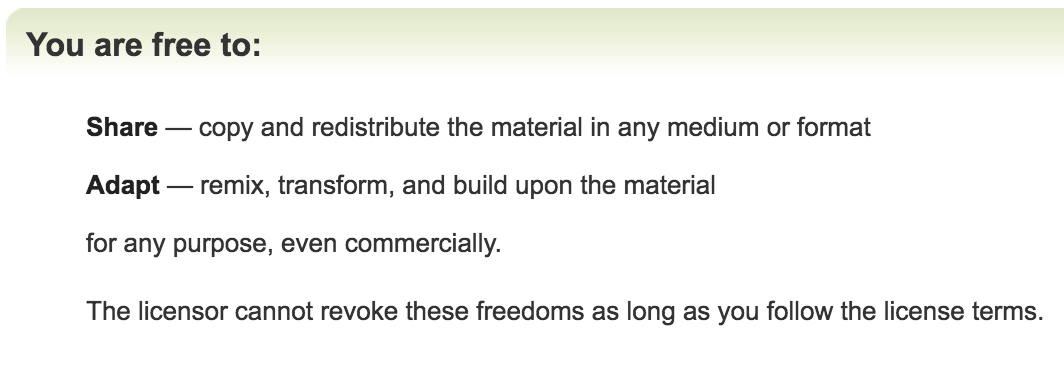 You are free to:
Share — copy and redistribute the material in any medium or format
Adapt — remix, transform, and build upon the material
for any purpose, even commercially.
The licensor cannot revoke these freedoms as long as you follow the license terms.